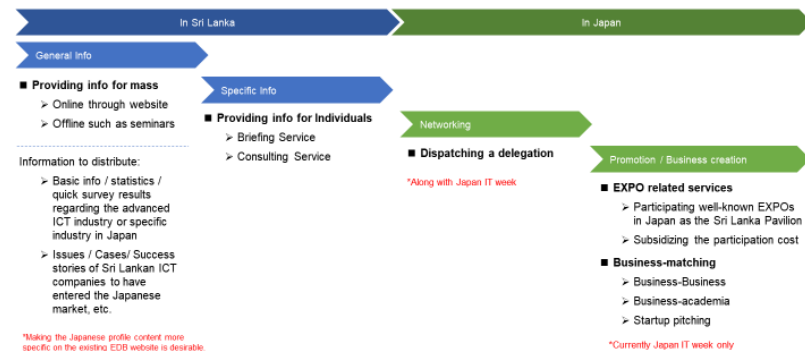 In Sri Lanka
In Japan
General Info
■ Providing info for mass
➢ Online through website
➢ Offline such as seminars
Information to distribute:
➢ Basic info / statistics /
quick survey results
regarding the advanced
ICT industry or specific
industry in Japan
➢ Issues / Cases/ Success
stories of Sri Lankan ICT
companies to have
entered the Japanese
market, etc.
*Making the Japanese profile content more
specific on the existing EDB website is desirable.
Specific Info
■ Providing info for Individuals
➢ Briefing Service
➢ Consulting Service
Networking
■ Dispatching a delegation
*Along with Japan IT week
Promotion / Business creation
■ EXPO related services
➢ Participating well-known EXPOs
in Japan as the Sri Lanka Pavilion
➢ Subsidizing the participation cost
■ Business-matching
➢ Business-Business
➢ Business-academia
➢ Startup pitching
*Currently Japan IT week only